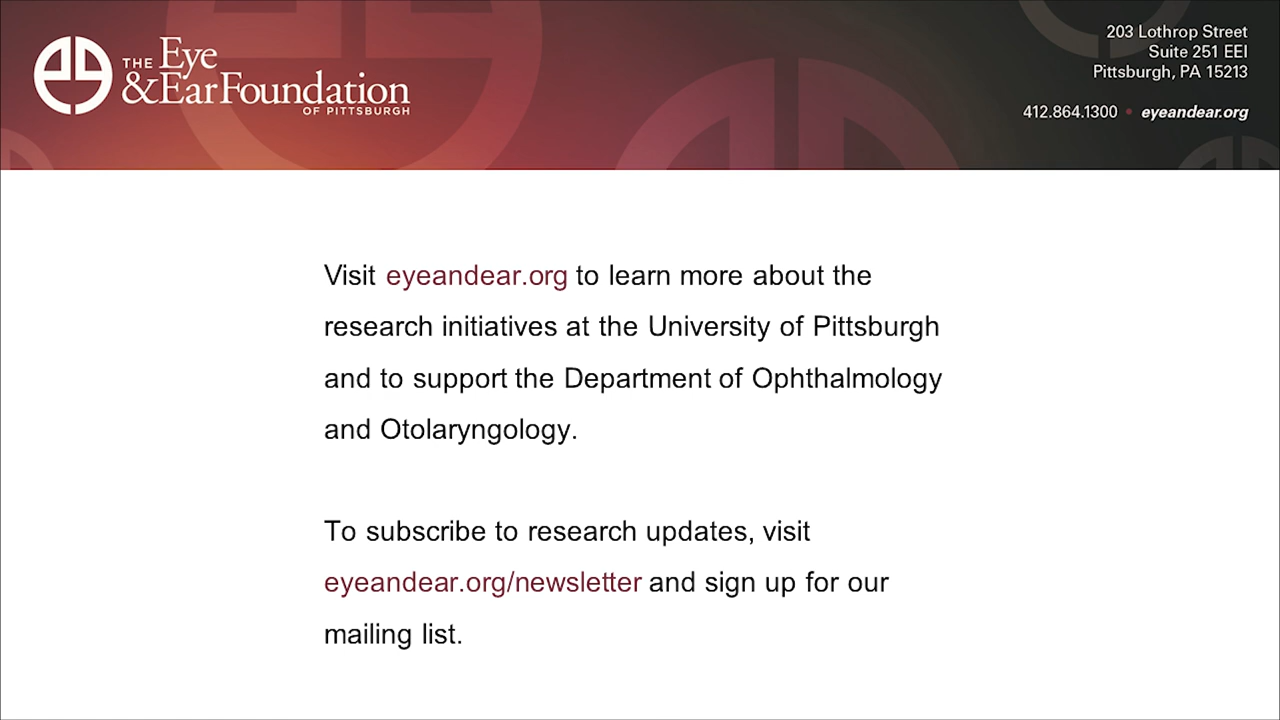 THE Eye
&Ear Foundation
OF PITTSBURGH
203 Lothrop Street
Suite 251 EEI
Pittsburgh, PA 15213
412.864.1300 • eyeandear.org
Visit eyeandear.org to learn more about the
research initiatives at the University of Pittsburgh
and to support the Department of Ophthalmology
and Otolaryngology.
To subscribe to research updates, visit
eyeandear.org/newsletter and sign up for our
mailing list.